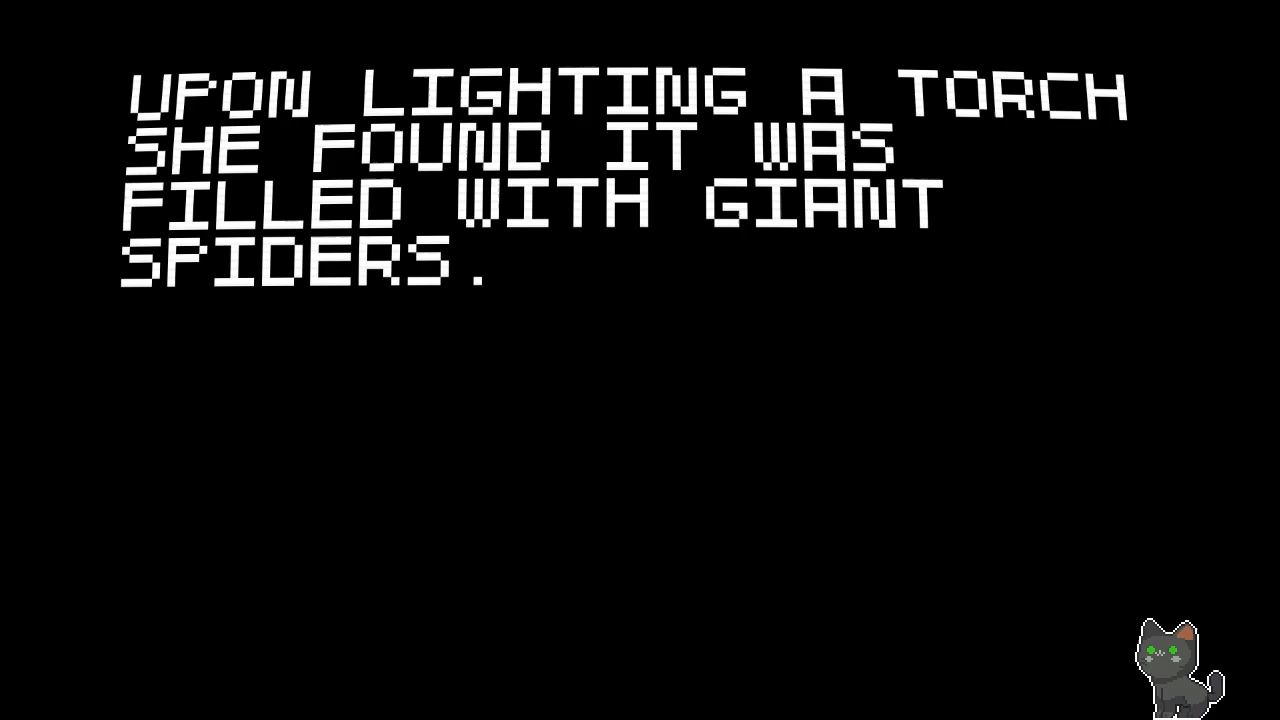 UPON LIGHTING A TORCH
SHE FOUND IT WAS
FILLED WITH GIANT
SPIDERS.